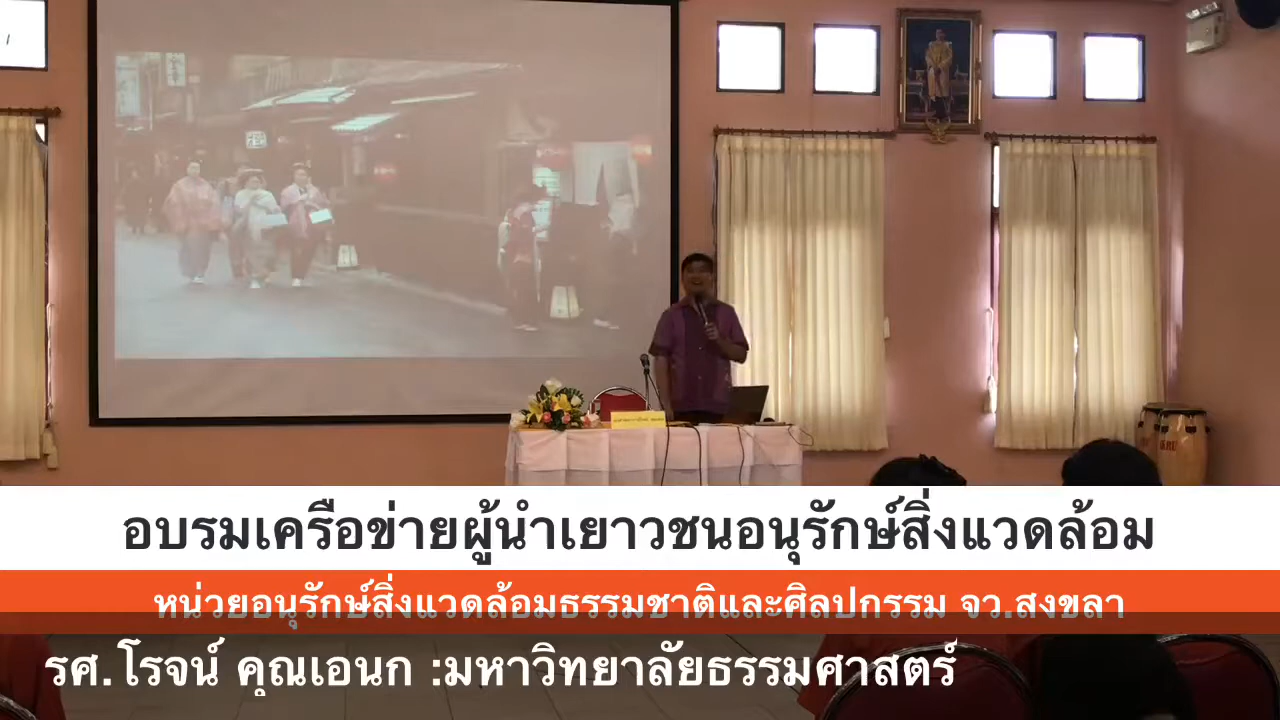 อบรมเครือข่ายผู้นำเยาวชนอนุรักษ์สิ่งแวดล้อม
หน่วยอนุรักษ์สิ่งแวดล้อมธรรมชาติและศิลปกรรม จว.สงขลา
รศ.โรจน์ คุณเอนก :มหาวิทยาลัยธรรมศาสตร์